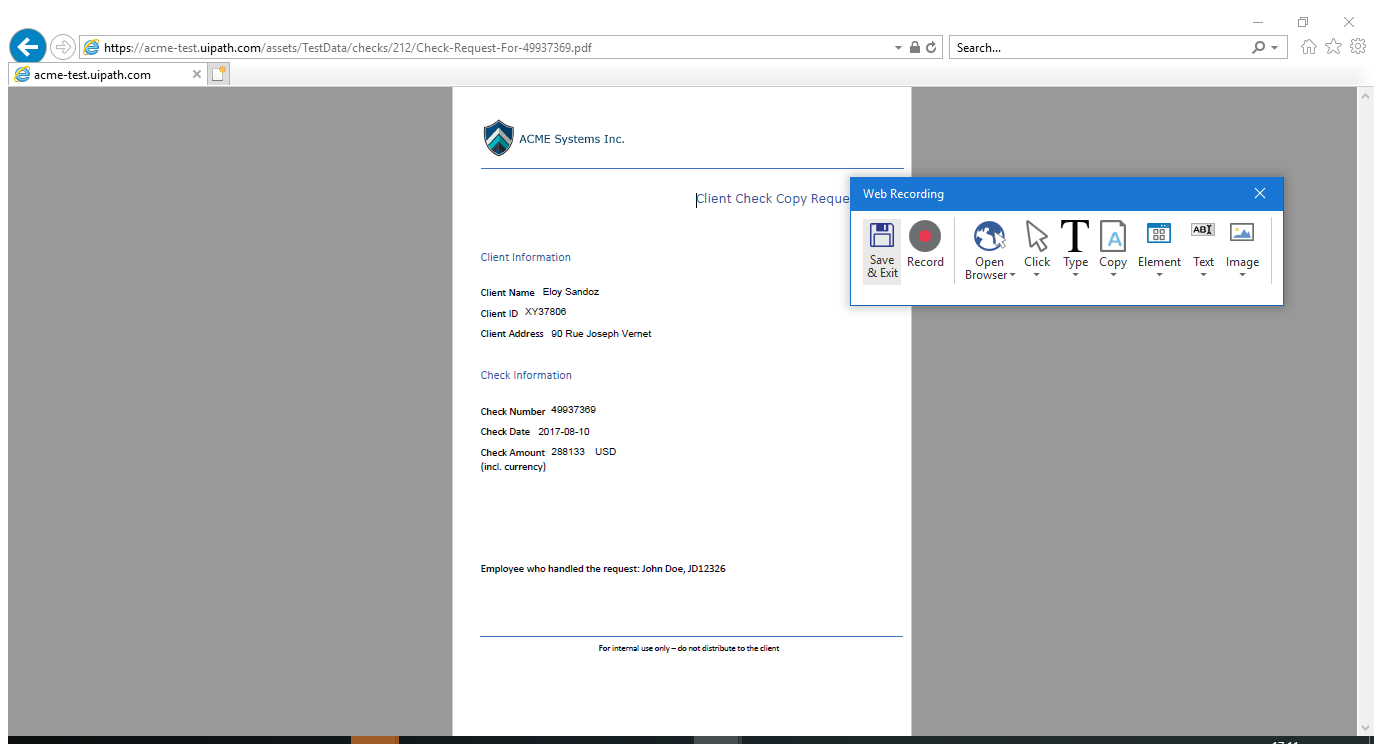 https://acme-test.uipath.com/assets/TestData/checks/212/Check-Request-For-49937369.pdf
Search...
acme-test.uipath.com
ACME Systems Inc.
Client Check Copy Reque
Web Recording
Save & Exit
Record
Open Browser
Click
Type
Copy
Element
Text
Image
Client Information
Client Name Eloy Sandoz
Client ID XY37806
Client Address 90 Rue Joseph Vernet
Check Information
Check Number 49937369
Check Date 2017-08-10
Check Amount 288133 USD
(incl. currency)
Employee who handled the request: John Doe, JD12326
For internal use only – do not distribute to the client